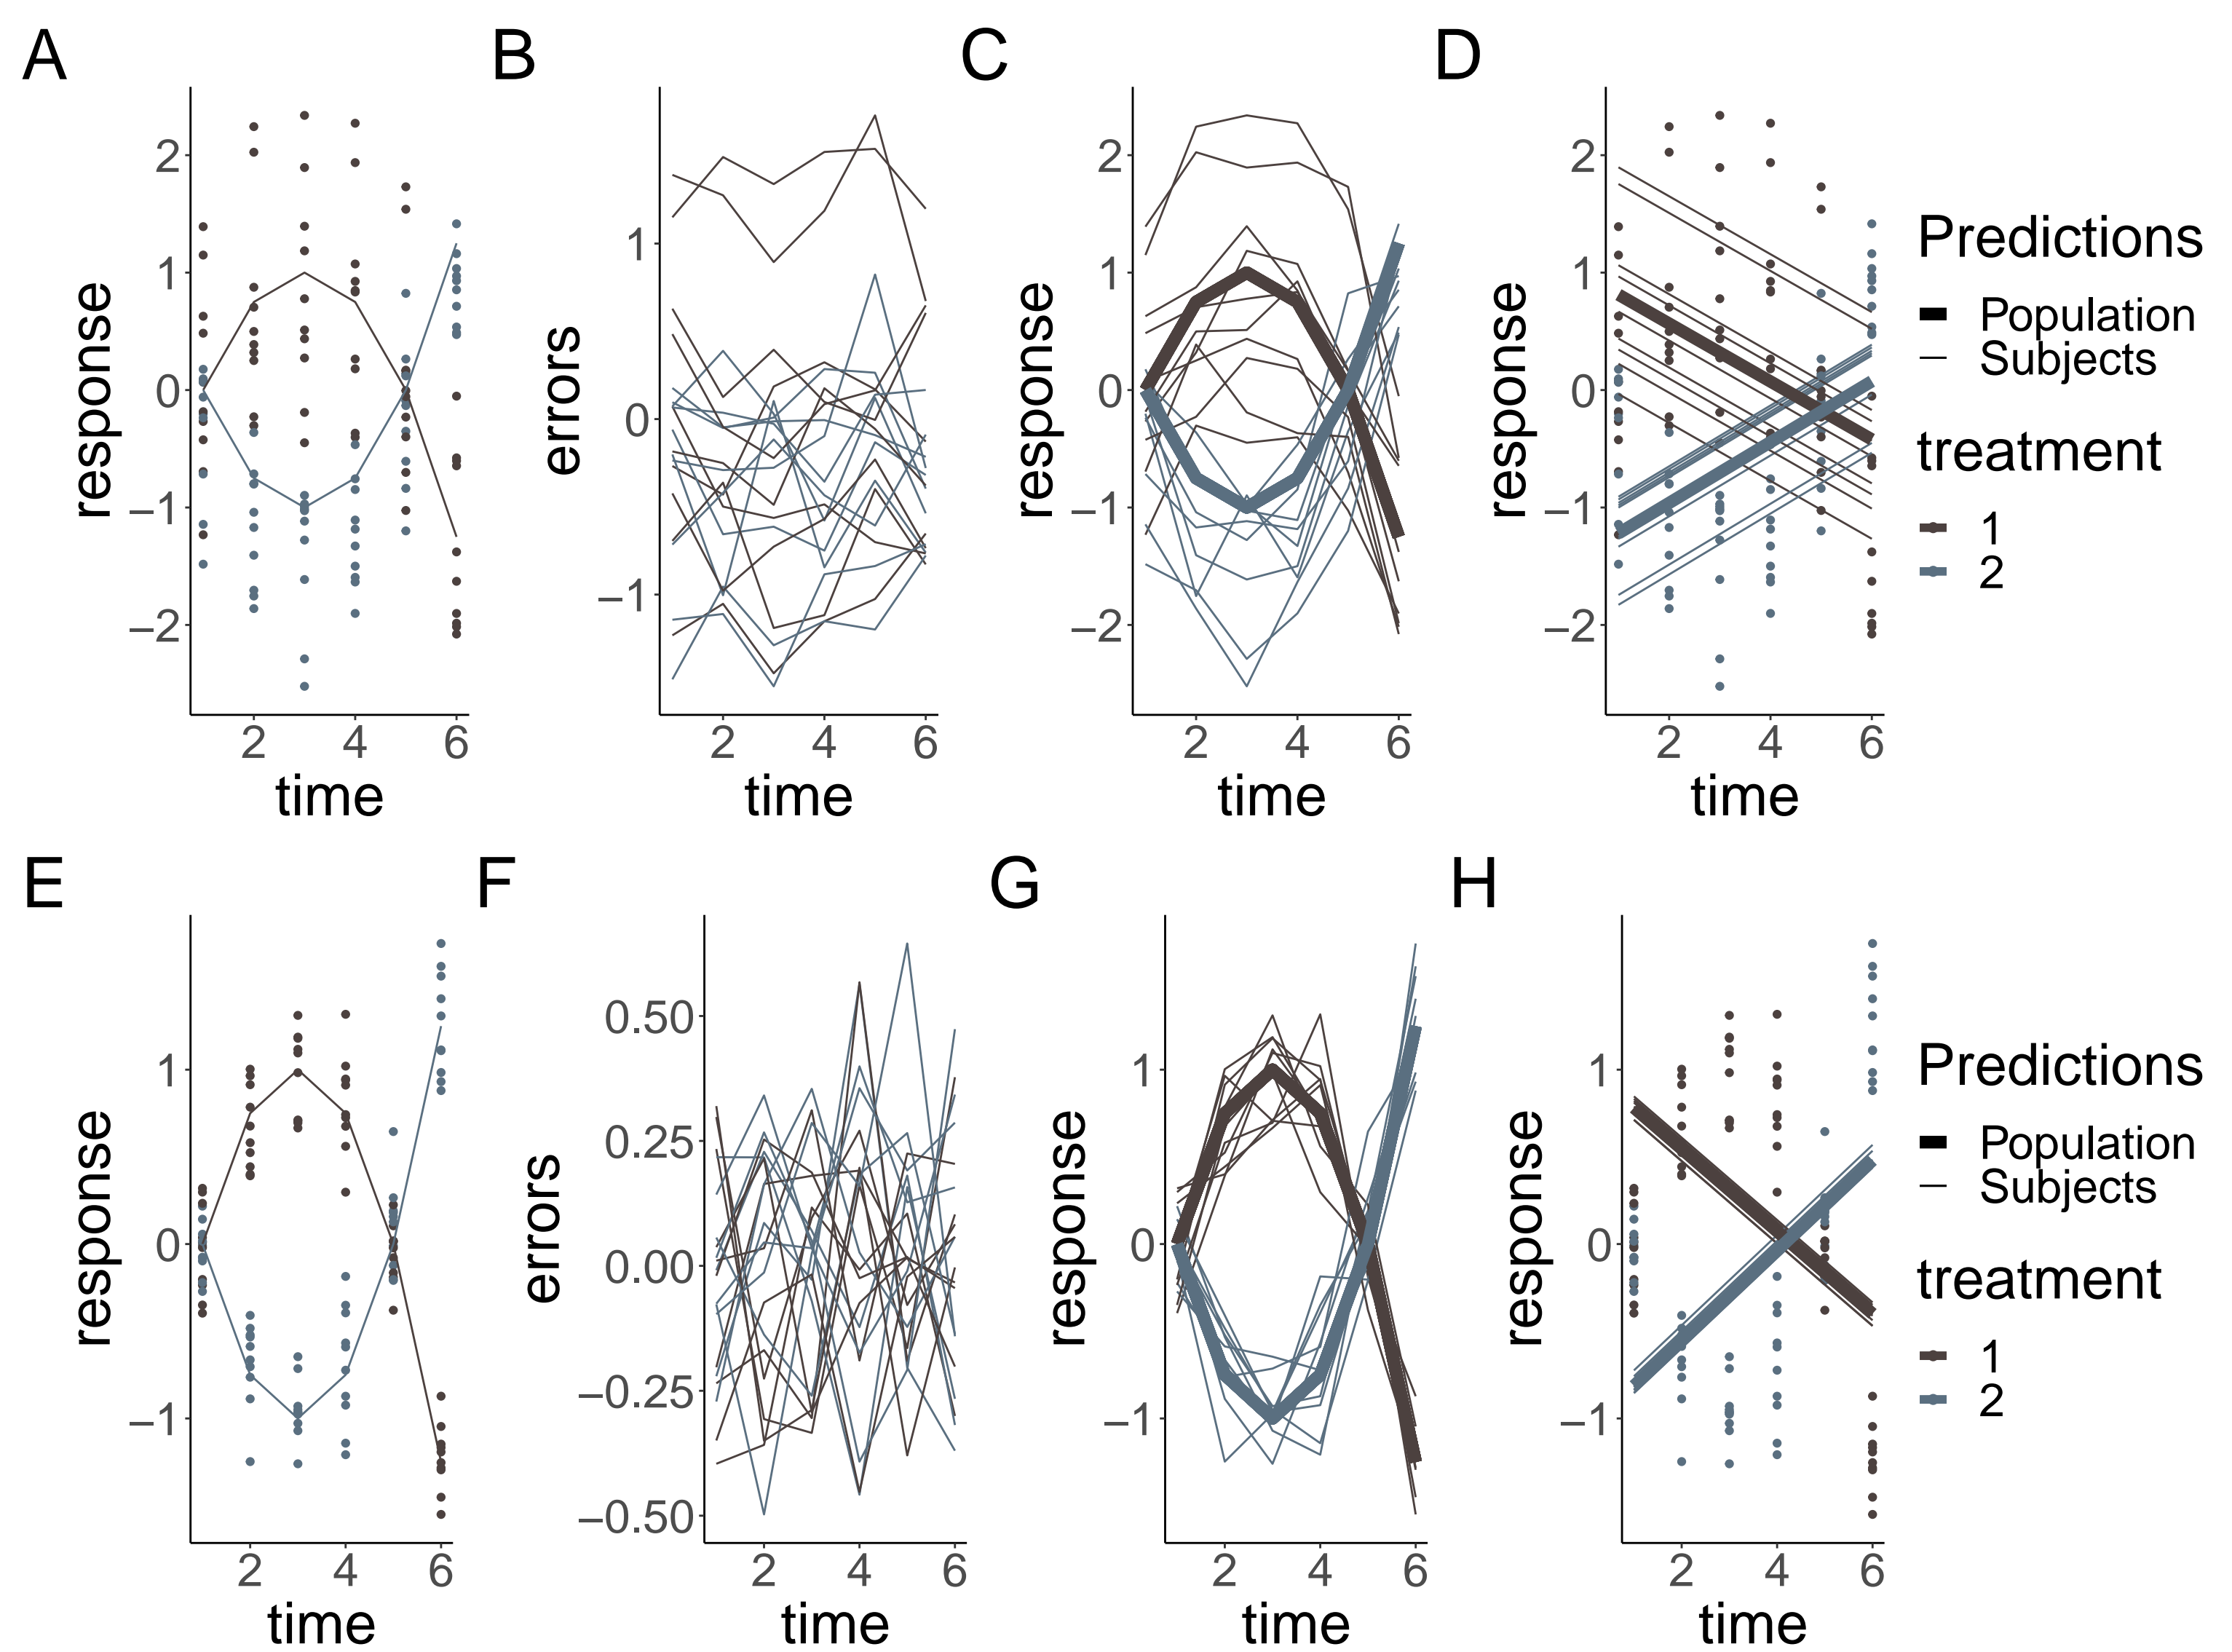 A
B
C
D
response
2
1
0
−1
−2
2
4
6
time
errors
1
0
−1
2
4
6
time
response
2
1
0
−1
−2
2
4
6
time
response
2
1
0
−1
−2
2
4
6
time
Predictions
Population
Subjects
treatment
1
2
E
F
G
H
response
1
0
−1
2
4
6
time
errors
0.50
0.25
0.00
−0.25
−0.50
2
4
6
time
response
1
0
−1
2
4
6
time
response
1
0
−1
2
4
6
time
Predictions
Population
Subjects
treatment
1
2